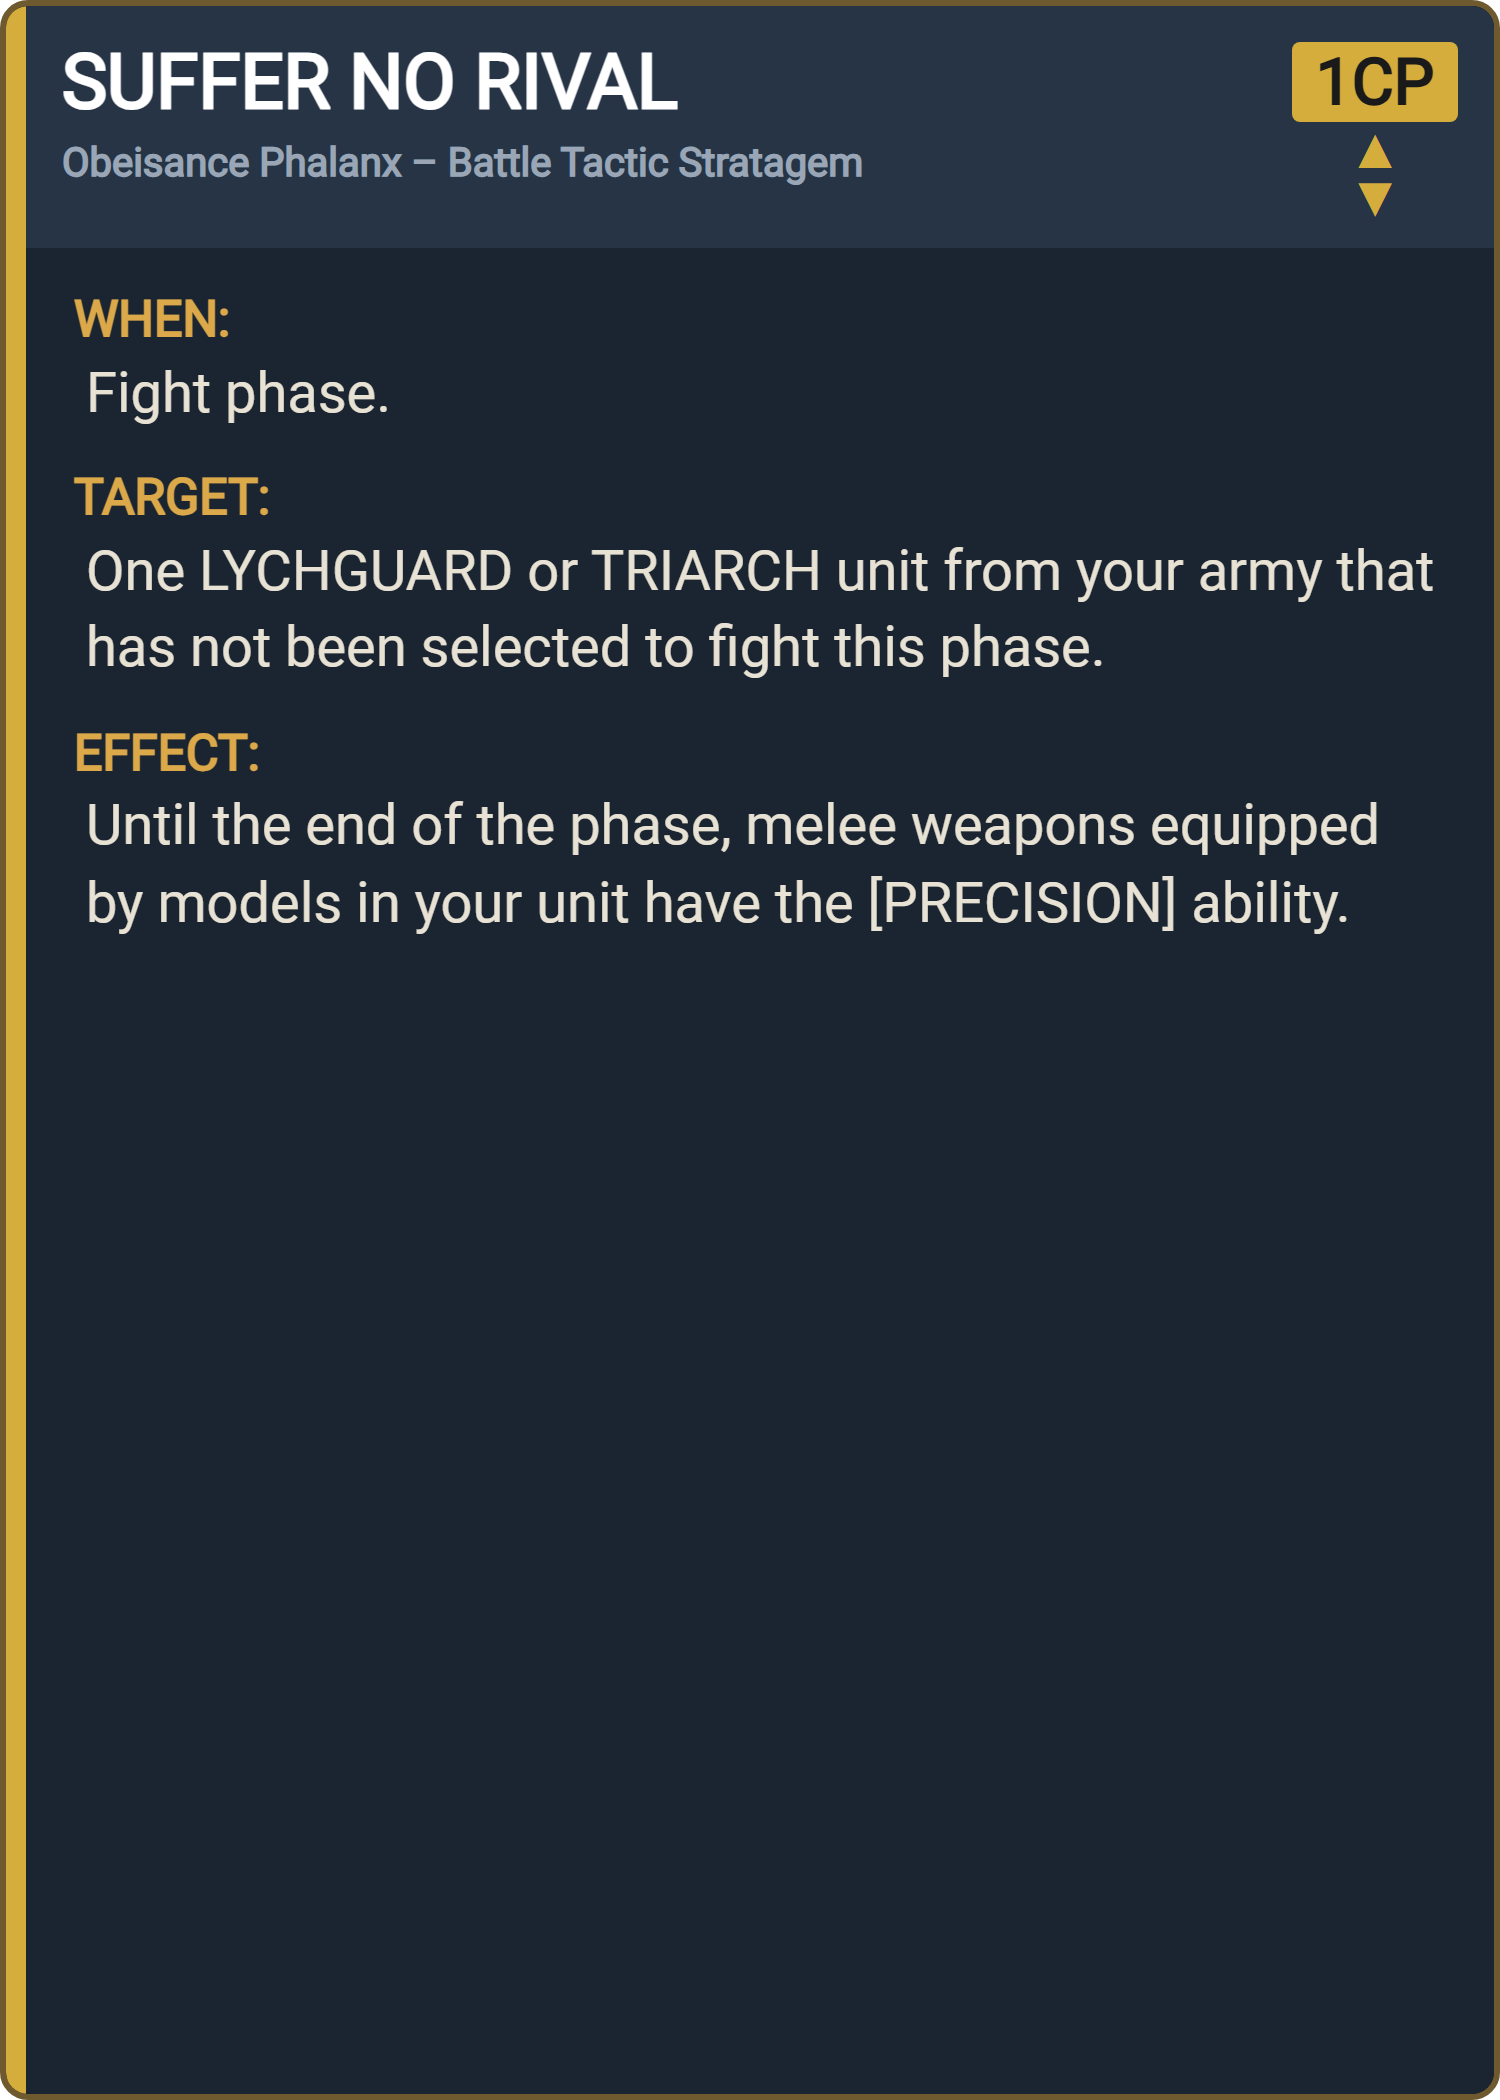 SUFFER NO RIVAL
1CP
Obeisance Phalanx – Battle Tactic Stratagem
▲
▼
WHEN:
Fight phase.
TARGET:
One LYCHGUARD or TRIARCH unit from your army that
has not been selected to fight this phase.
EFFECT:
Until the end of the phase, melee weapons equipped
by models in your unit have the [PRECISION] ability.